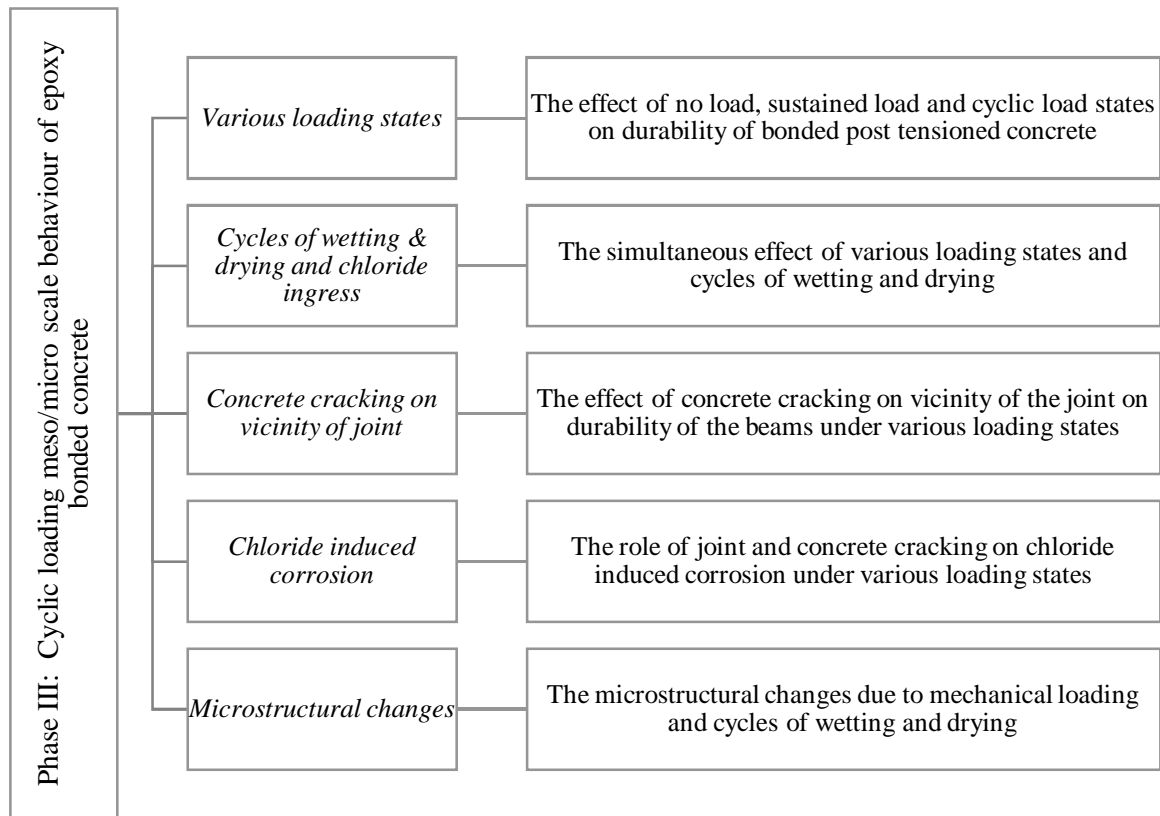 Phase III: Cyclic loading meso/micro scale behaviour of epoxy
bonded concrete
Various loading states
The effect of no load, sustained load and cyclic load states
on durability of bonded post tensioned concrete
Cycles of wetting &
drying and chloride
ingress
The simultaneous effect of various loading states and
cycles of wetting and drying
Concrete cracking on
vicinity of joint
The effect of concrete cracking on vicinity of the joint on
durability of the beams under various loading states
Chloride induced
corrosion
The role of joint and concrete cracking on chloride
induced corrosion under various loading states
Microstructural changes
The microstructural changes due to mechanical loading
and cycles of wetting and drying